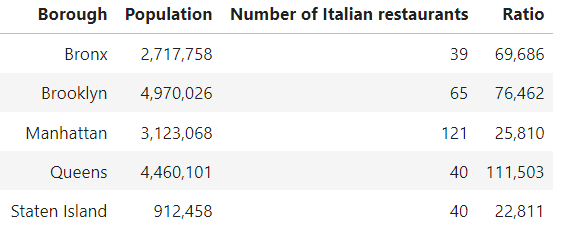 Borough Population Number of Italian restaurants Ratio
Bronx 2,717,758 39 69,686
Brooklyn 4,970,026 65 76,462
Manhattan 3,123,068 121 25,810
Queens 4,460,101 40 111,503
Staten Island 912,458 40 22,811